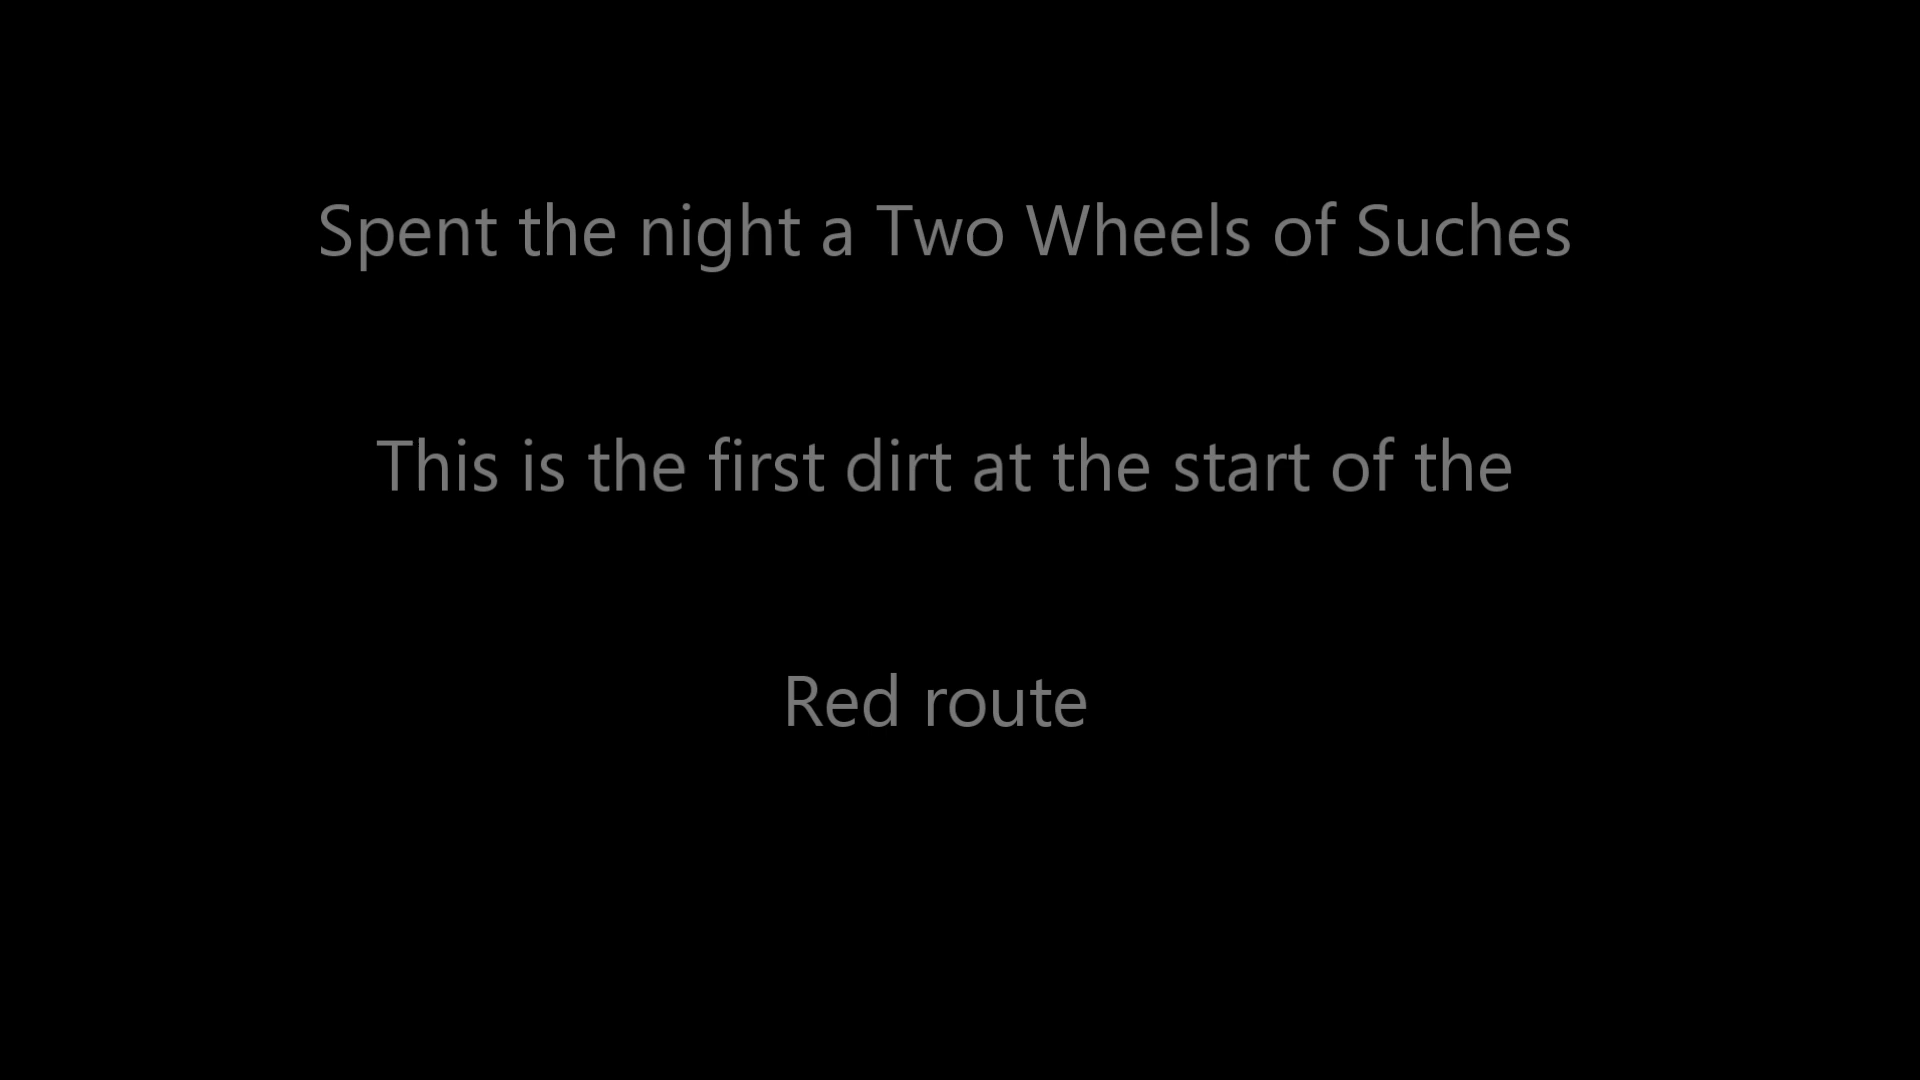 Spent the night a Two Wheels of Suches
This is the first dirt at the start of the
Red route